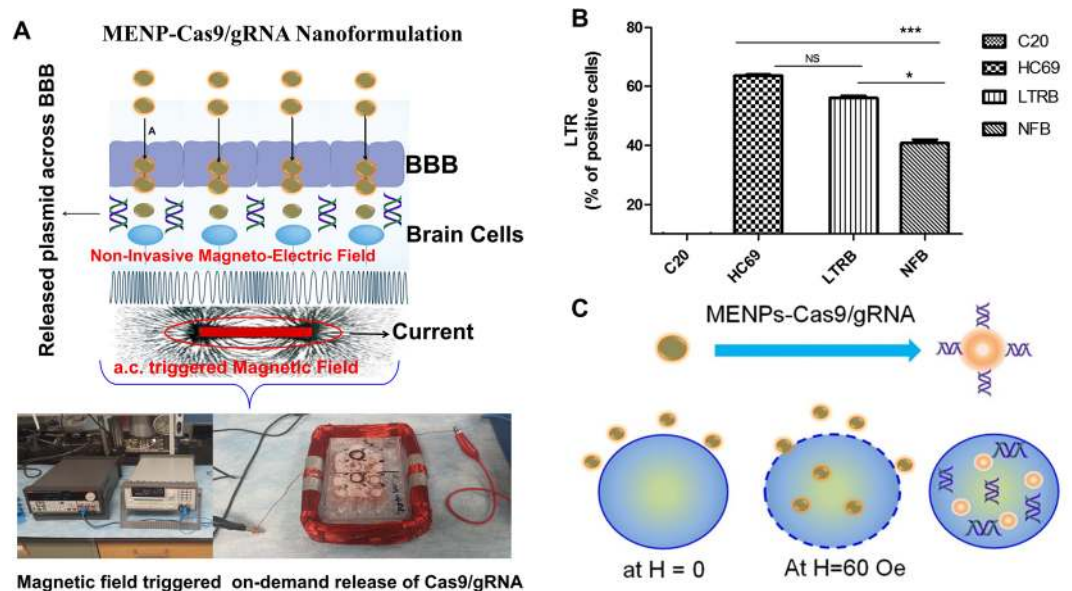 A
MENP-Cas9/gRNA Nanoformulation
Released plasmid across BBB
A
BBB
Brain Cells
Non-Invasive Magneto-Electric Field
Current
a.c. triggered Magnetic Field
Magnetic field triggered on-demand release of Cas9/gRNA
B
LTR
(% of positive cells)
80
60
40
20
***
NS
*
C20
HC69
LTRB
NFB
C20
HC69
LTRB
NFB
C
MENPs-Cas9/gRNA
at H = 0
At H=60 Oe